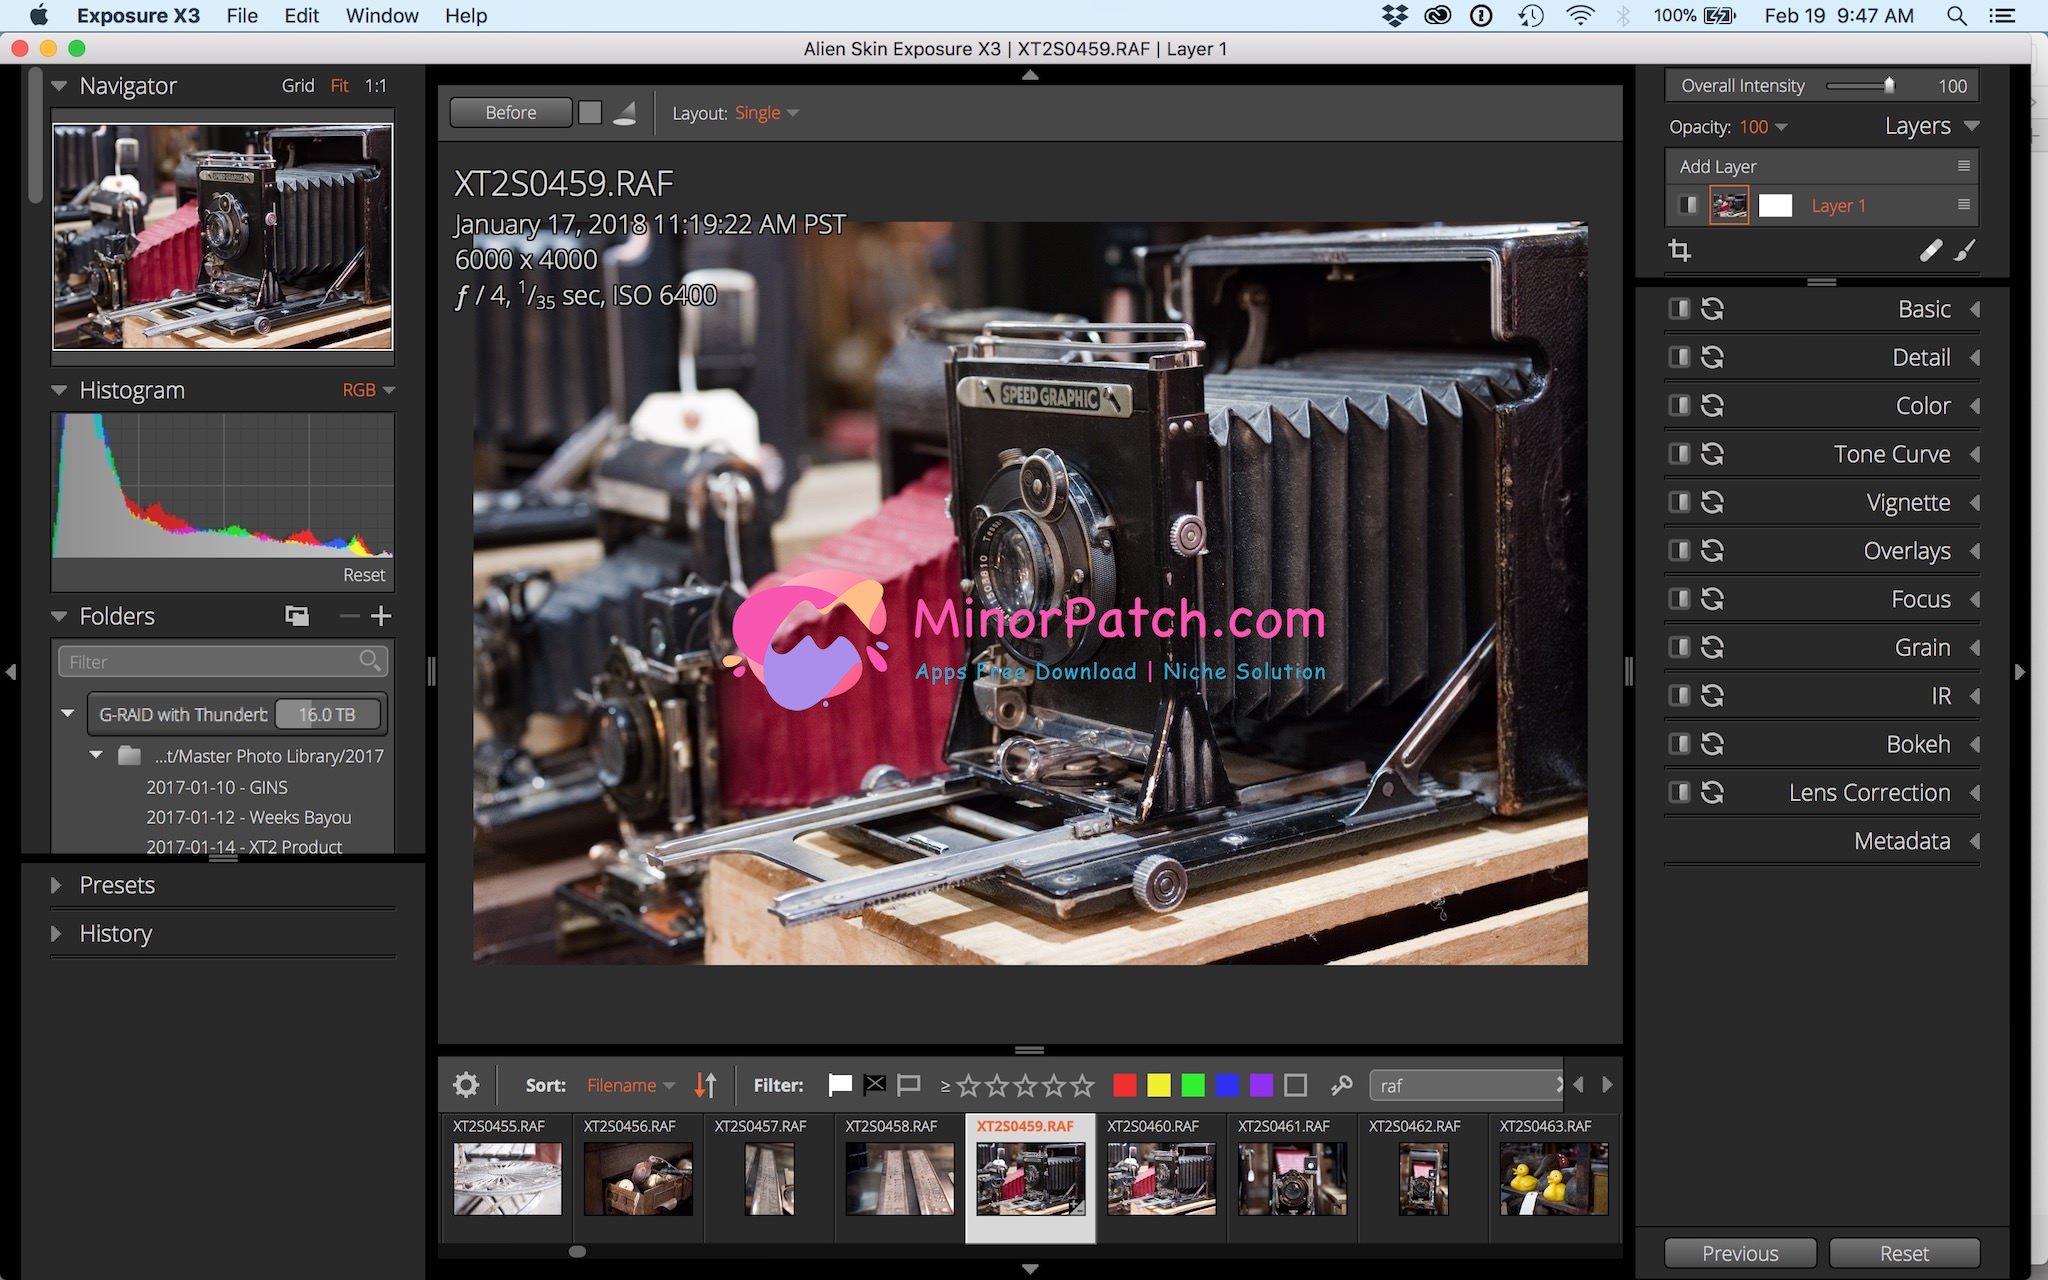 Exposure X3 File Edit Window Help 100% Feb 19 9:47 AM
Alien Skin Exposure X3 | XT2S0459.RAF | Layer 1
Navigator Grid Fit 1:1
Histogram RGB
Reset
Folders
Filter
G-RAID with Thundert 16.0 TB
...t/Master Photo Library/2017
2017-01-10 - GINS
2017-01-12 - Weeks Bayou
2017-01-14 - XT2 Product
Presets
History
Before Layout: Single
XT2S0459.RAF
January 17, 2018 11:19:22 AM PST
6000 x 4000
ƒ / 4, 1/35 sec, ISO 6400
SPEED GRAPHIC
MinorPatch.com
Apps Free Download | Niche Solution
Sort: Filename Filter: ≥ raf
XT2S0455.RAF XT2S0456.RAF XT2S0457.RAF XT2S0458.RAF XT2S0459.RAF XT2S0460.RAF XT2S0461.RAF XT2S0462.RAF XT2S0463.RAF
Overall Intensity 100
Opacity: 100 Layers
Add Layer
Layer 1
Basic
Detail
Color
Tone Curve
Vignette
Overlays
Focus
Grain
IR
Bokeh
Lens Correction
Metadata
Previous Reset